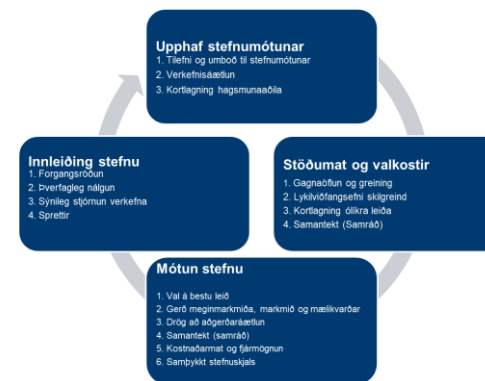 Upphaf stefnumótunar
1. Tilefni og umboð til stefnumótunar
2. Verkefnisáætlun
3. Kortlagning hagsmunaaðila
Stöðumat og valkostir
1. Gagnaöflun og greining
2. Lykilviðfangsefni skilgreind
3. Kortlagning ólíkra leiða
4. Samantekt (Samráð)
Mótun stefnu
1. Val á bestu leið
2. Gerð meginmarkmiða, markmið og mælikvarðar
3. Drög að aðgerðaráætlun
4. Samantekt (samráð)
5. Kostnaðarmat og fjármögnun
6. Samþykkt stefnuskjals
Innleiðing stefnu
1. Forgangsröðun
2. Þverfagleg nálgun
3. Sýnileg stjórnun verkefna
4. Sprettir